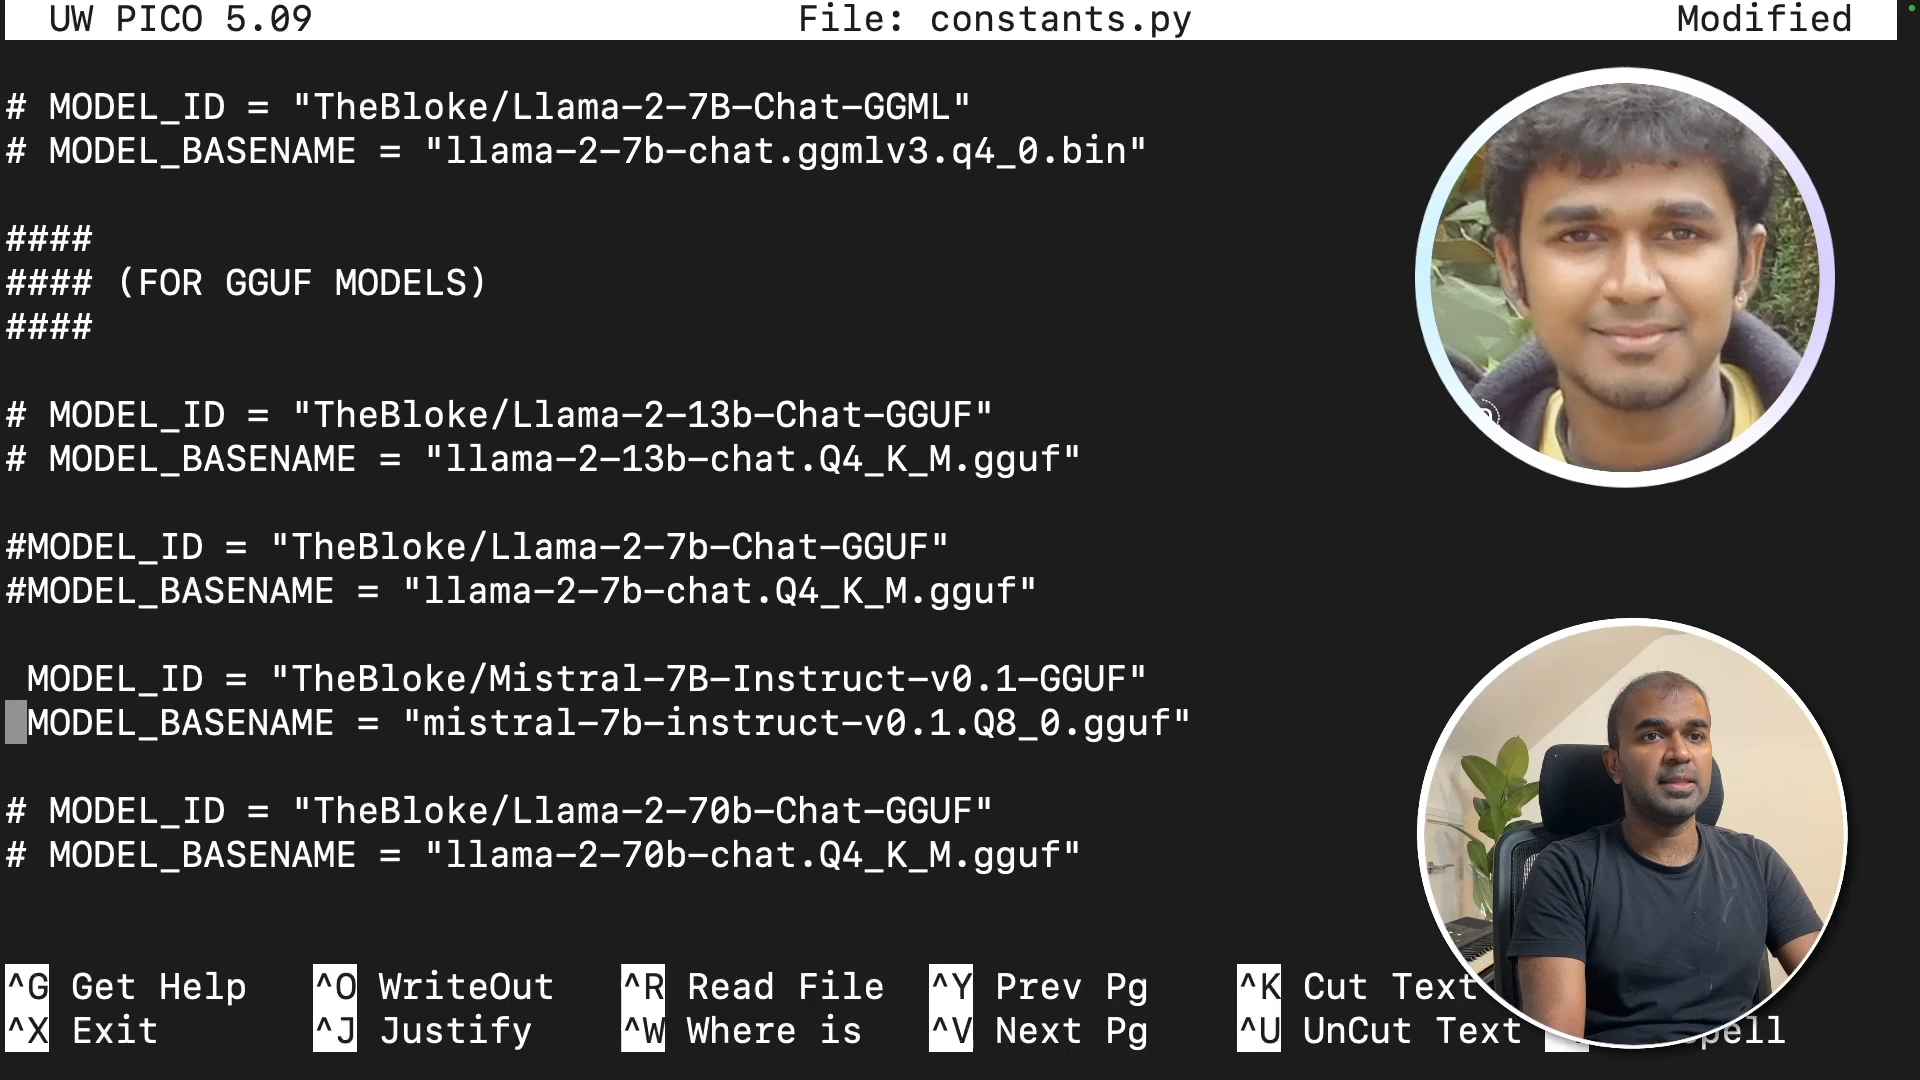 UW PICO 5.09 File: constants.py Modified
# MODEL_ID = "TheBloke/Llama-2-7B-Chat-GGML"
# MODEL_BASENAME = "llama-2-7b-chat.ggmlv3.q4_0.bin"
####
#### (FOR GGUF MODELS)
####
# MODEL_ID = "TheBloke/Llama-2-13b-Chat-GGUF"
# MODEL_BASENAME = "llama-2-13b-chat.Q4_K_M.gguf"
#MODEL_ID = "TheBloke/Llama-2-7b-Chat-GGUF"
#MODEL_BASENAME = "llama-2-7b-chat.Q4_K_M.gguf"
MODEL_ID = "TheBloke/Mistral-7B-Instruct-v0.1-GGUF"
MODEL_BASENAME = "mistral-7b-instruct-v0.1.Q8_0.gguf"
# MODEL_ID = "TheBloke/Llama-2-70b-Chat-GGUF"
# MODEL_BASENAME = "llama-2-70b-chat.Q4_K_M.gguf"
^G Get Help ^O WriteOut ^R Read File ^Y Prev Pg ^K Cut Text
^X Exit ^J Justify ^W Where is ^V Next Pg ^U UnCut Text